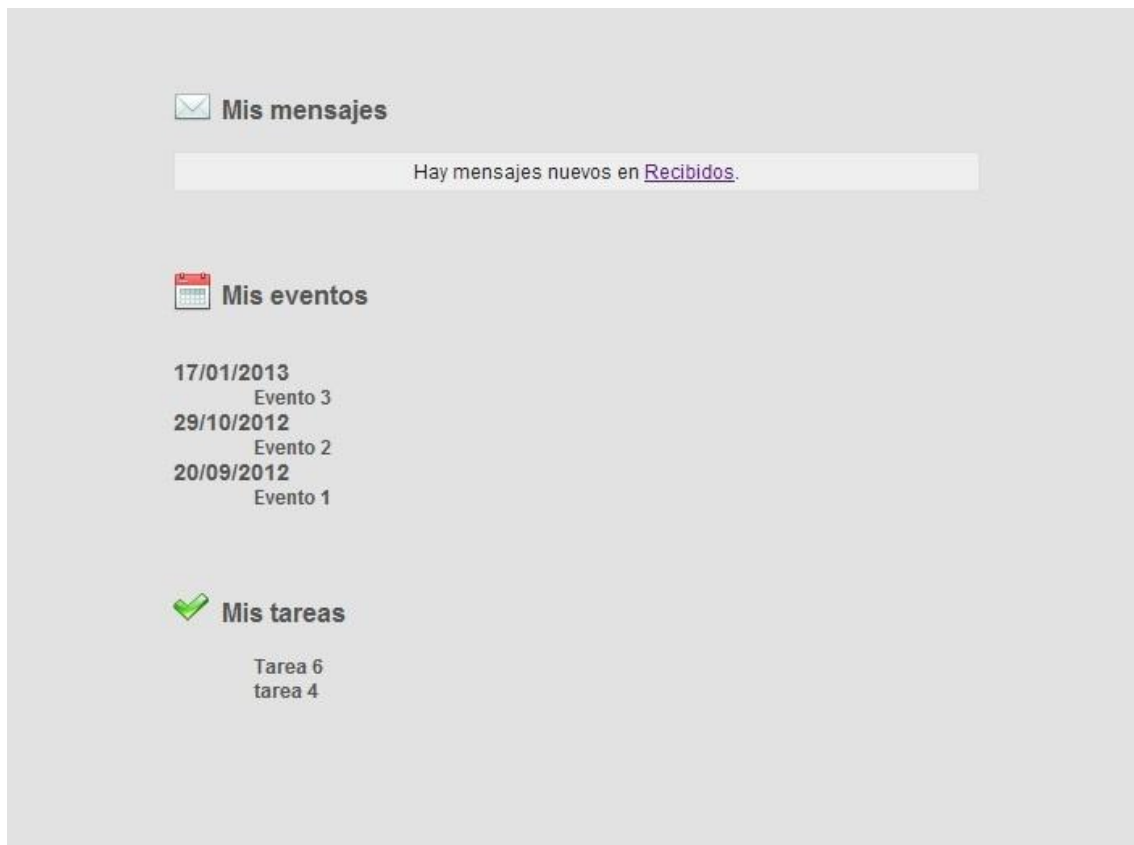 Mis mensajes
Hay mensajes nuevos en Recibidos.
Mis eventos
17/01/2013
Evento 3
29/10/2012
Evento 2
20/09/2012
Evento 1
Mis tareas
Tarea 6
tarea 4